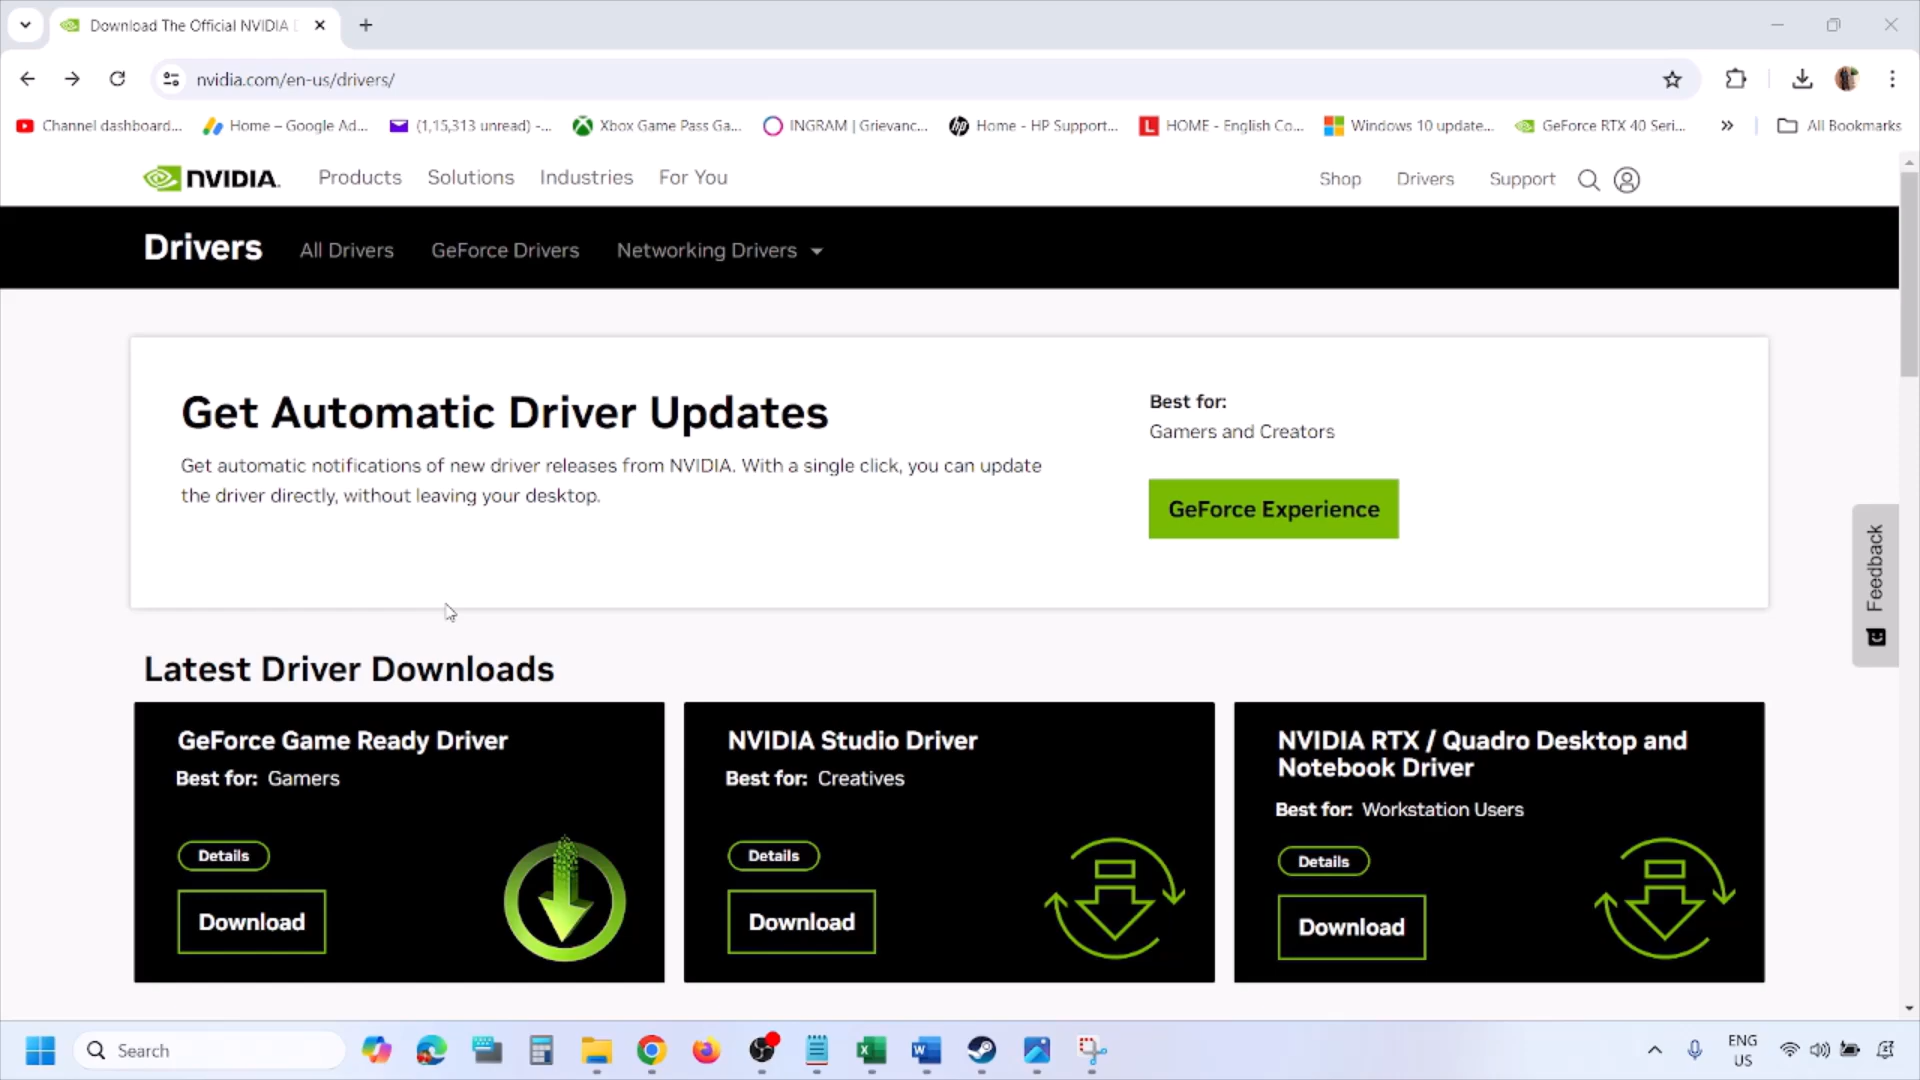 Download The Official NVIDIA
nvidia.com/en-us/drivers/
Channel dashboard...
Home – Google Ad...
(1,15,313 unread) -...
Xbox Game Pass Ga...
INGRAM | Grievanc...
Home - HP Support...
HOME - English Co...
Windows 10 update...
GeForce RTX 40 Seri...
All Bookmarks
NVIDIA.
Products
Solutions
Industries
For You
Shop
Drivers
Support
Drivers
All Drivers
GeForce Drivers
Networking Drivers
Get Automatic Driver Updates
Get automatic notifications of new driver releases from NVIDIA. With a single click, you can update
the driver directly, without leaving your desktop.
Best for:
Gamers and Creators
GeForce Experience
Feedback
Latest Driver Downloads
GeForce Game Ready Driver
Best for: Gamers
Details
Download
NVIDIA Studio Driver
Best for: Creatives
Details
Download
NVIDIA RTX / Quadro Desktop and
Notebook Driver
Best for: Workstation Users
Details
Download
Search
ENG
US